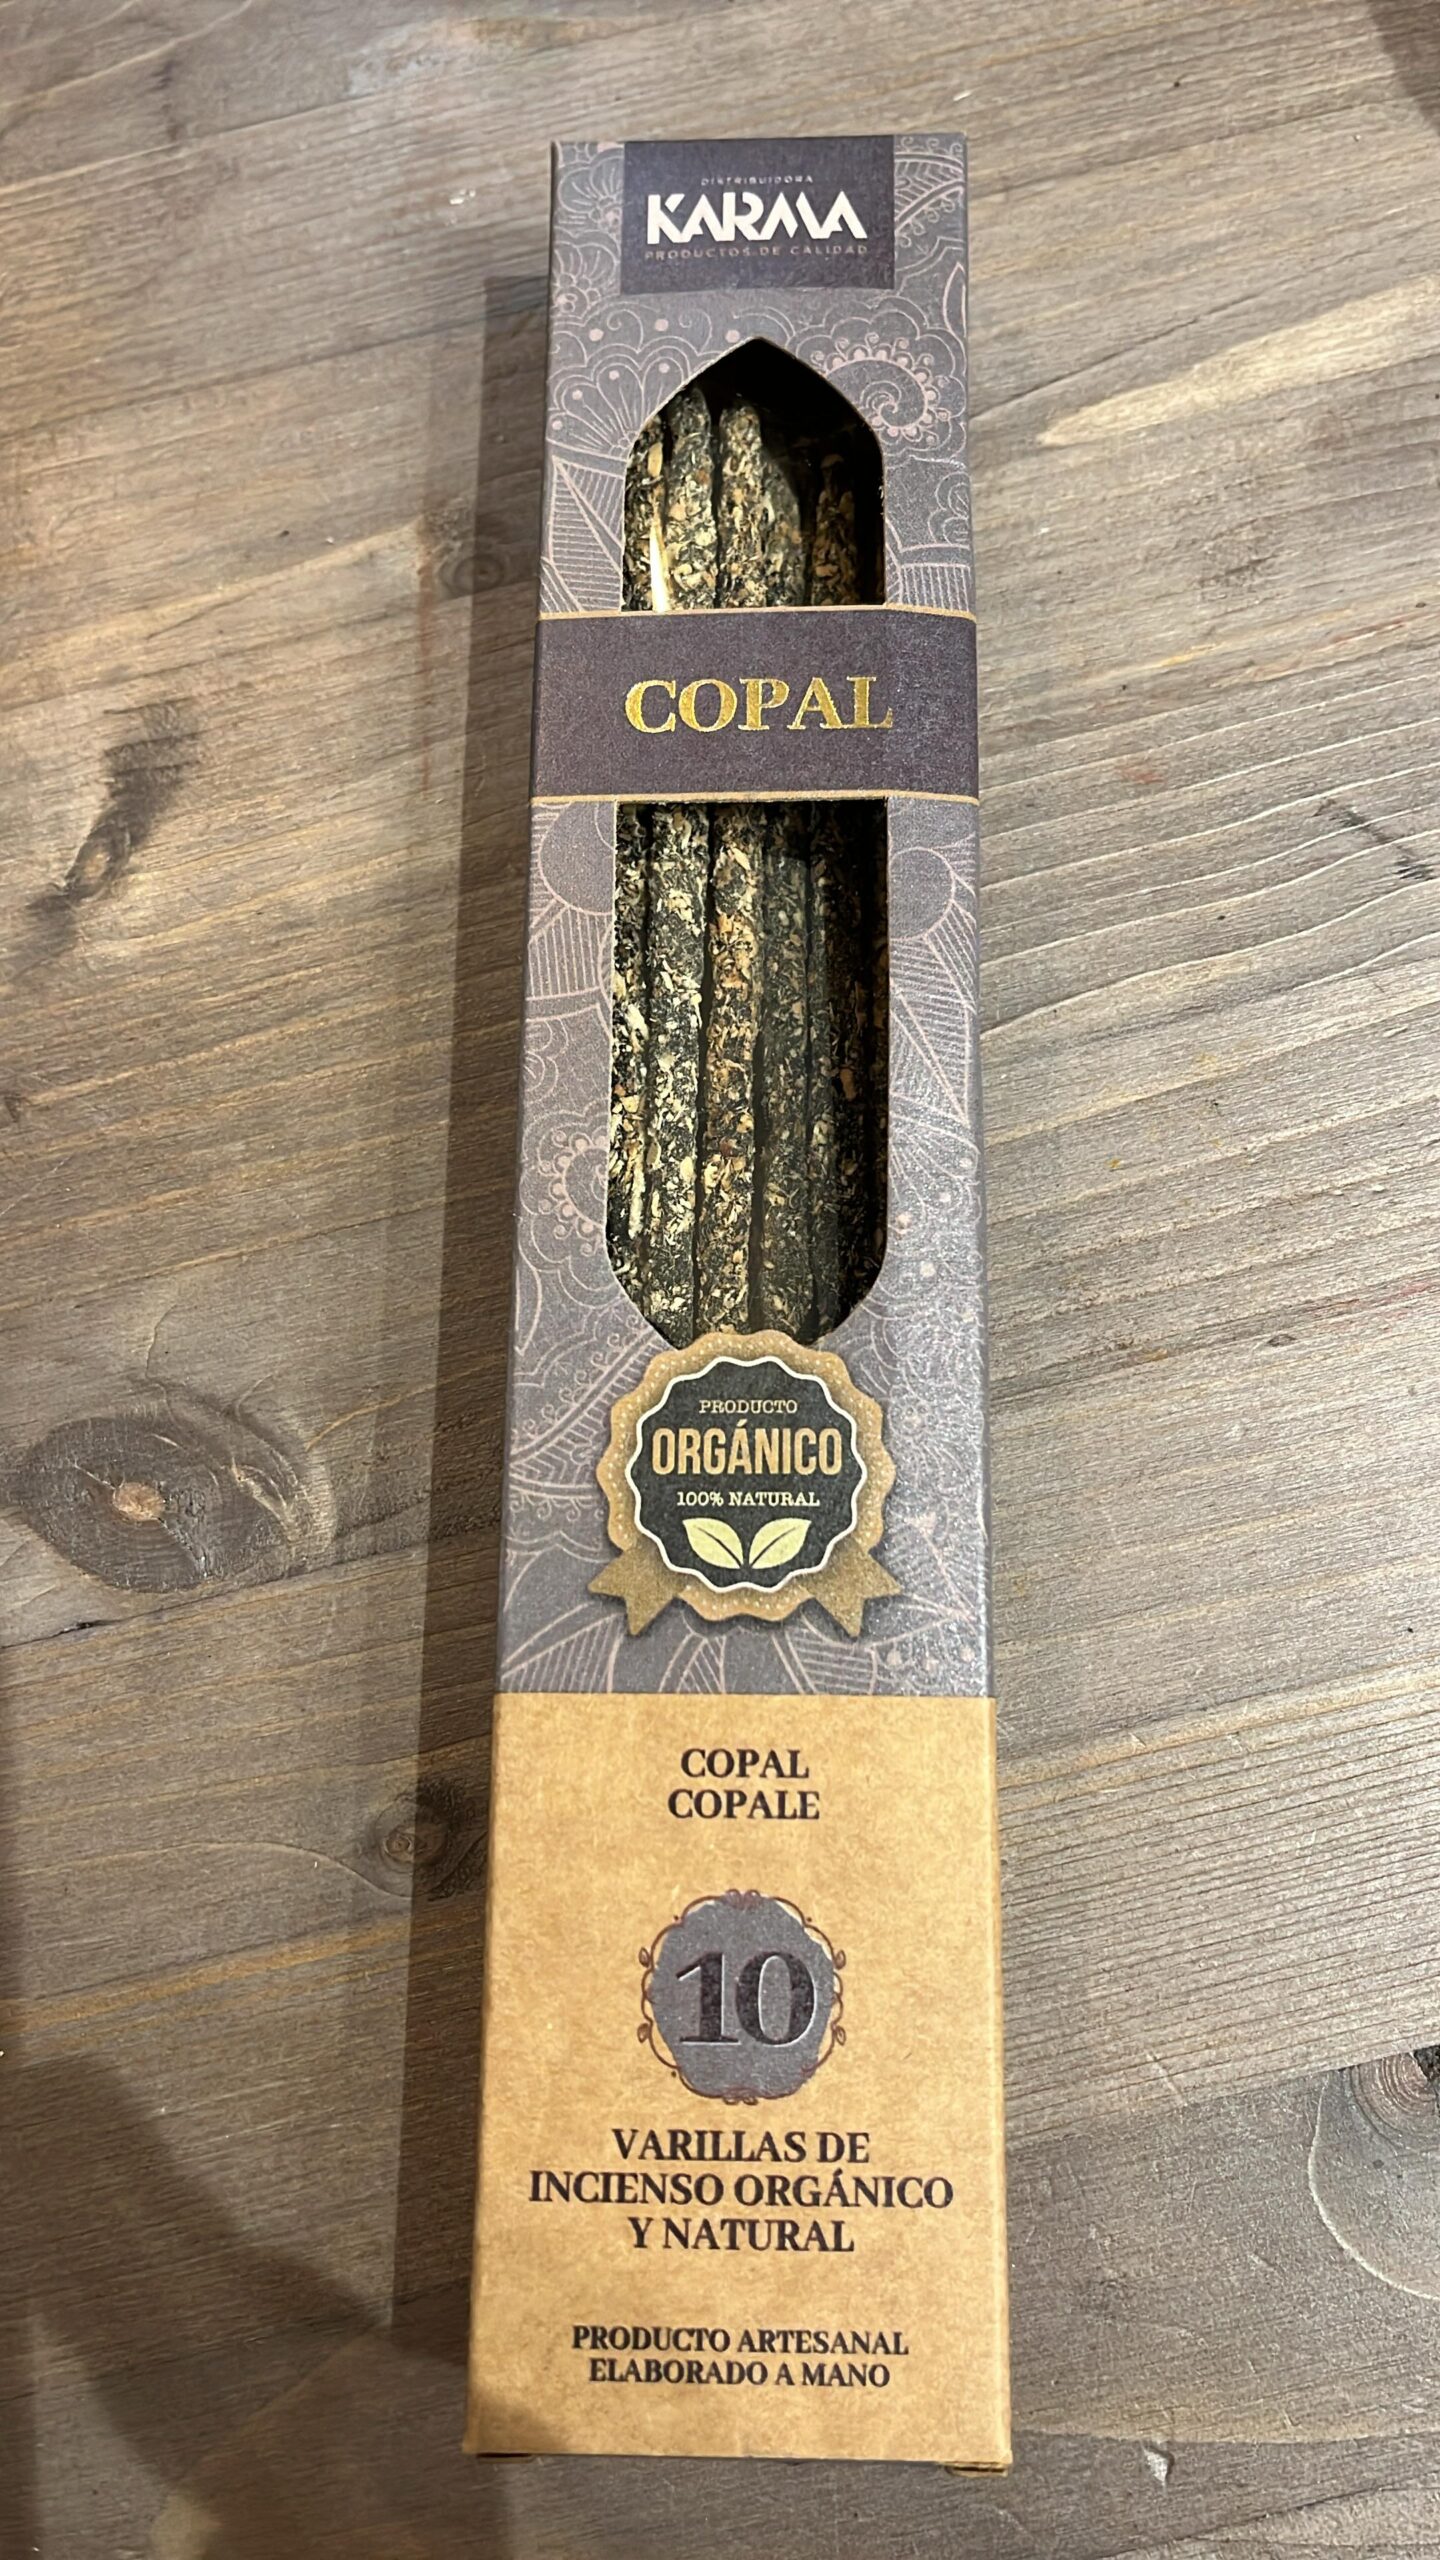 DISTRIBUIDORA
KARMA
PRODUCTOS DE CALIDAD
COPAL
PRODUCTO
ORGÁNICO
100% NATURAL
COPAL
COPALE
10
VARILLAS DE
INCIENSO ORGÁNICO
Y NATURAL
PRODUCTO ARTESANAL
ELABORADO A MANO